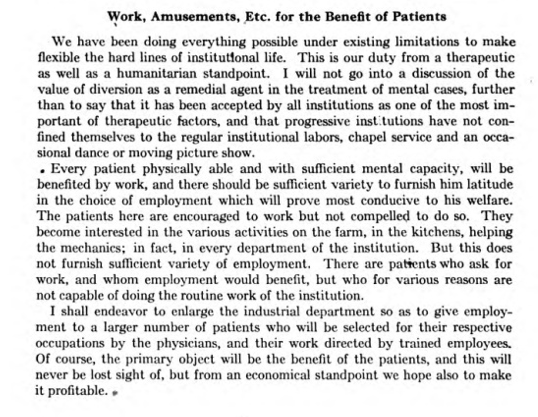 Work, Amusements, Etc. for the Benefit of Patients
We have been doing everything possible under existing limitations to make
flexible the hard lines of institutional life. This is our duty from a therapeutic
as well as a humanitarian standpoint. I will not go into a discussion of the
value of diversion as a remedial agent in the treatment of mental cases, further
than to say that it has been accepted by all institutions as one of the most im-
portant of therapeutic factors, and that progressive institutions have not con-
fined themselves to the regular institutional labors, chapel service and an occa-
sional dance or moving picture show.
Every patient physically able and with sufficient mental capacity, will be
benefited by work, and there should be sufficient variety to furnish him latitude
in the choice of employment which will prove most conducive to his welfare.
The patients here are encouraged to work but not compelled to do so. They
become interested in the various activities on the farm, in the kitchens, helping
the mechanics; in fact, in every department of the institution. But this does
not furnish sufficient variety of employment. There are patients who ask for
work, and whom employment would benefit, but who for various reasons are
not capable of doing the routine work of the institution.
I shall endeavor to enlarge the industrial department so as to give employ-
ment to a larger number of patients who will be selected for their respective
occupations by the physicians, and their work directed by trained employees.
Of course, the primary object will be the benefit of the patients, and this will
never be lost sight of, but from an economical standpoint we hope also to make
it profitable.